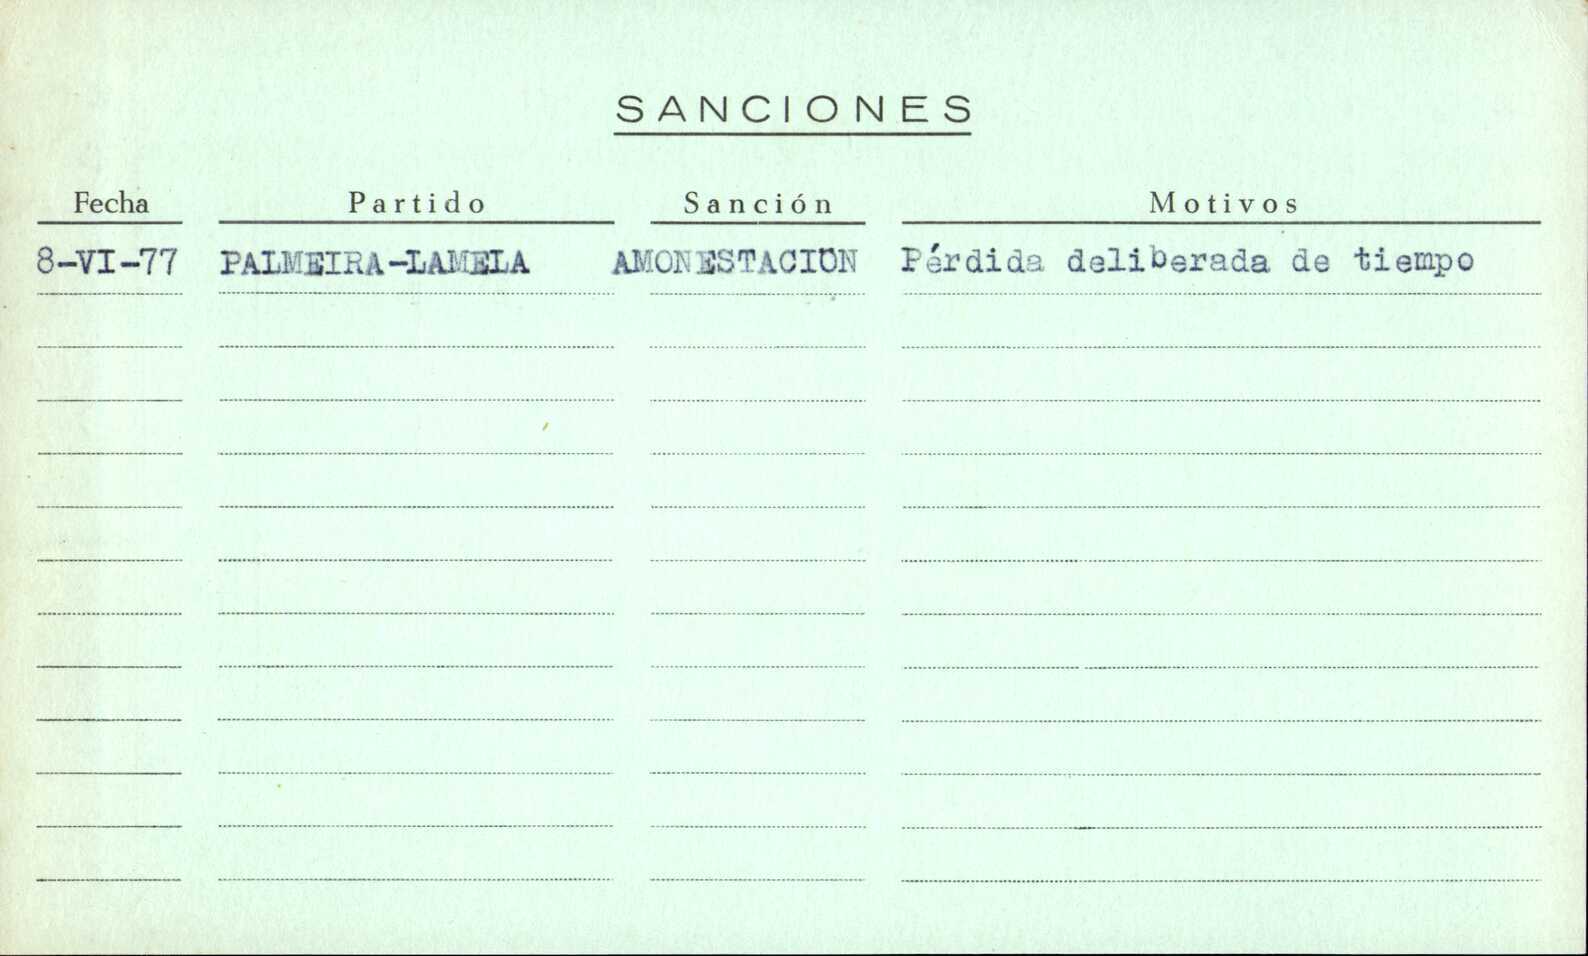 SANCIONES
Fecha Partido Sanción Motivos
8-VI-77 PALMEIRA-LAMELA AMONESTACION Pérdida deliberada de tiempo